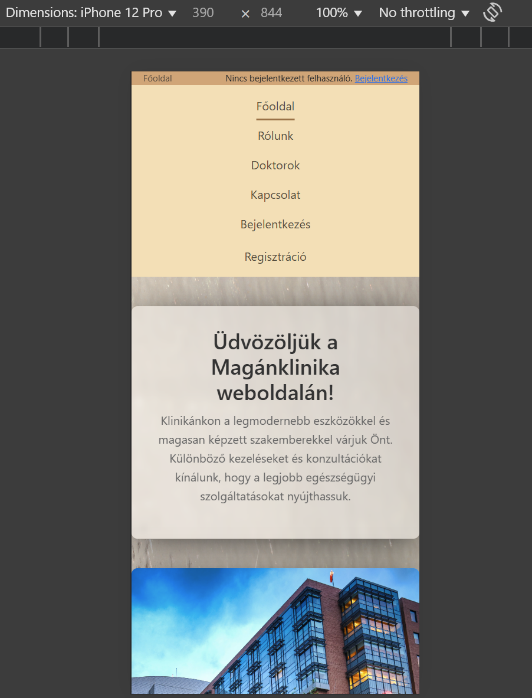 Dimensions: iPhone 12 Pro 390 × 844 100% No throttling
Főoldal Nincs bejelentkezett felhasználó. Bejelentkezés
Főoldal
Rólunk
Doktorok
Kapcsolat
Bejelentkezés
Regisztráció
Üdvözöljük a
Magánklinika
weboldalán!
Klinikánkon a legmodernebb eszközökkel és
magasan képzett szakemberekkel várjuk Önt.
Különböző kezeléseket és konzultációkat
kínálunk, hogy a legjobb egészségügyi
szolgáltatásokat nyújthassuk.